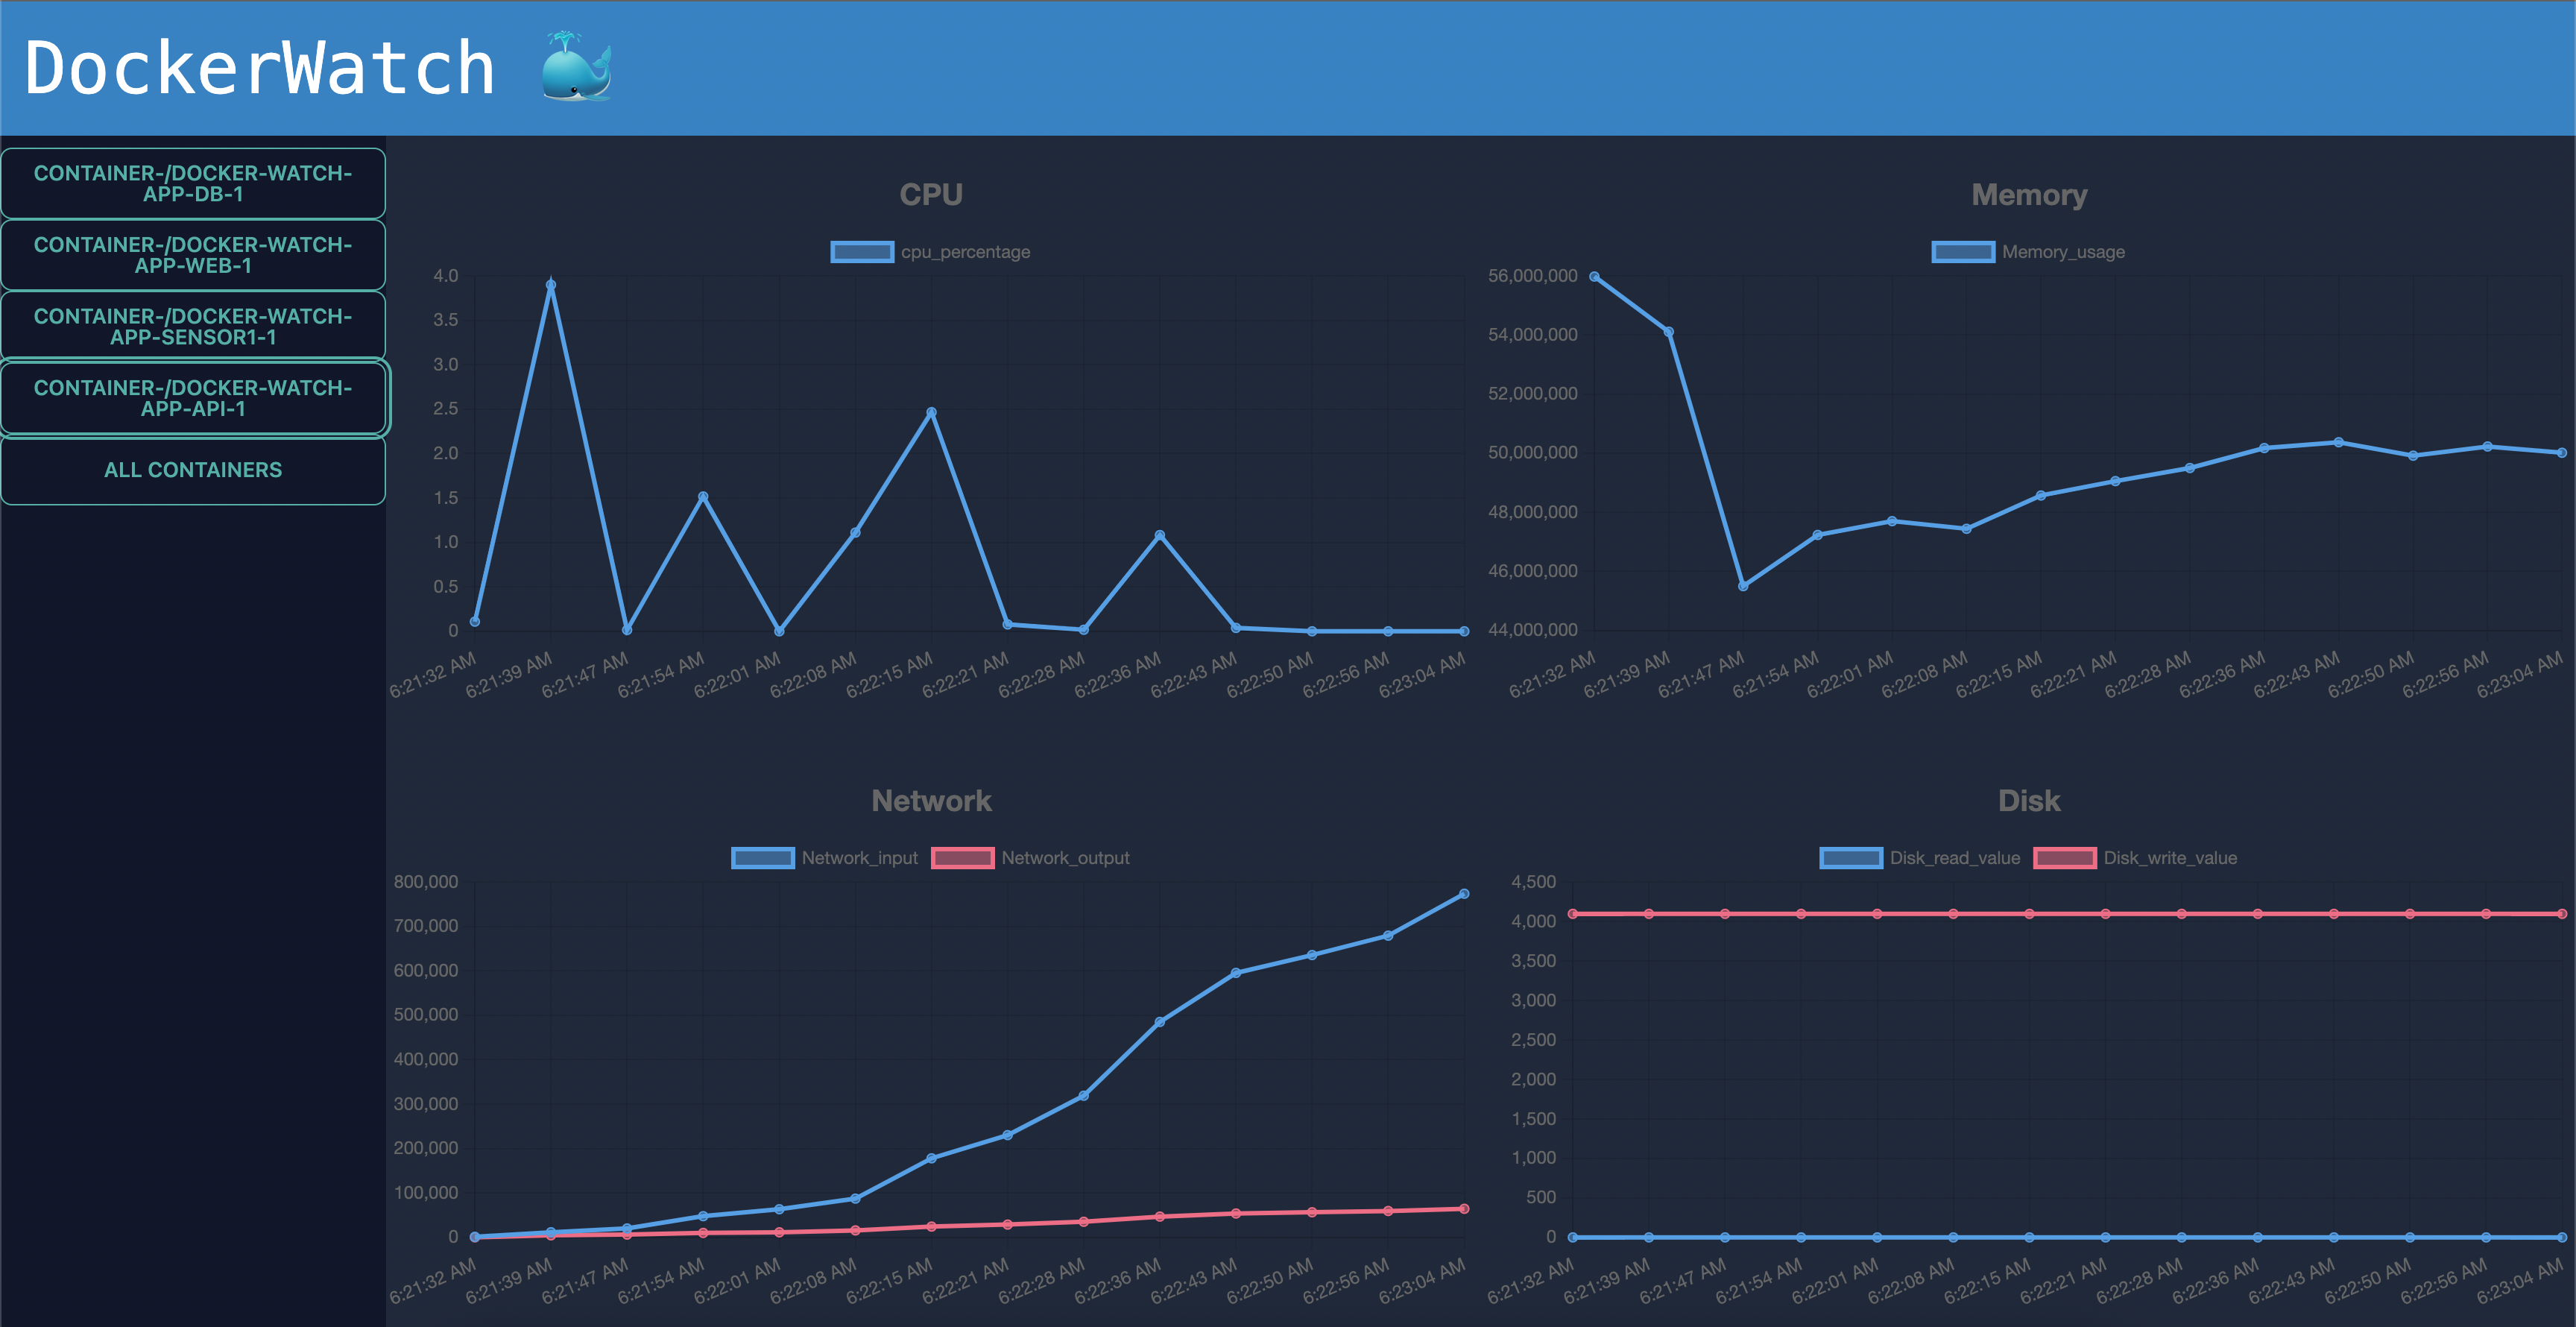 DockerWatch 🐳
CONTAINER-/DOCKER-WATCH-
APP-DB-1
CONTAINER-/DOCKER-WATCH-
APP-WEB-1
CONTAINER-/DOCKER-WATCH-
APP-SENSOR1-1
CONTAINER-/DOCKER-WATCH-
APP-API-1
ALL CONTAINERS
CPU
cpu_percentage
4.0
3.5
3.0
2.5
2.0
1.5
1.0
0.5
0
6:21:32 AM
6:21:39 AM
6:21:47 AM
6:21:54 AM
6:22:01 AM
6:22:08 AM
6:22:15 AM
6:22:21 AM
6:22:28 AM
6:22:36 AM
6:22:43 AM
6:22:50 AM
6:22:56 AM
6:23:04 AM
Memory
Memory_usage
56,000,000
54,000,000
52,000,000
50,000,000
48,000,000
46,000,000
44,000,000
6:21:32 AM
6:21:39 AM
6:21:47 AM
6:21:54 AM
6:22:01 AM
6:22:08 AM
6:22:15 AM
6:22:21 AM
6:22:28 AM
6:22:36 AM
6:22:43 AM
6:22:50 AM
6:22:56 AM
6:23:04 AM
Network
Network_input Network_output
800,000
700,000
600,000
500,000
400,000
300,000
200,000
100,000
0
6:21:32 AM
6:21:39 AM
6:21:47 AM
6:21:54 AM
6:22:01 AM
6:22:08 AM
6:22:15 AM
6:22:21 AM
6:22:28 AM
6:22:36 AM
6:22:43 AM
6:22:50 AM
6:22:56 AM
6:23:04 AM
Disk
Disk_read_value Disk_write_value
4,500
4,000
3,500
3,000
2,500
2,000
1,500
1,000
500
0
6:21:32 AM
6:21:39 AM
6:21:47 AM
6:21:54 AM
6:22:01 AM
6:22:08 AM
6:22:15 AM
6:22:21 AM
6:22:28 AM
6:22:36 AM
6:22:43 AM
6:22:50 AM
6:22:56 AM
6:23:04 AM